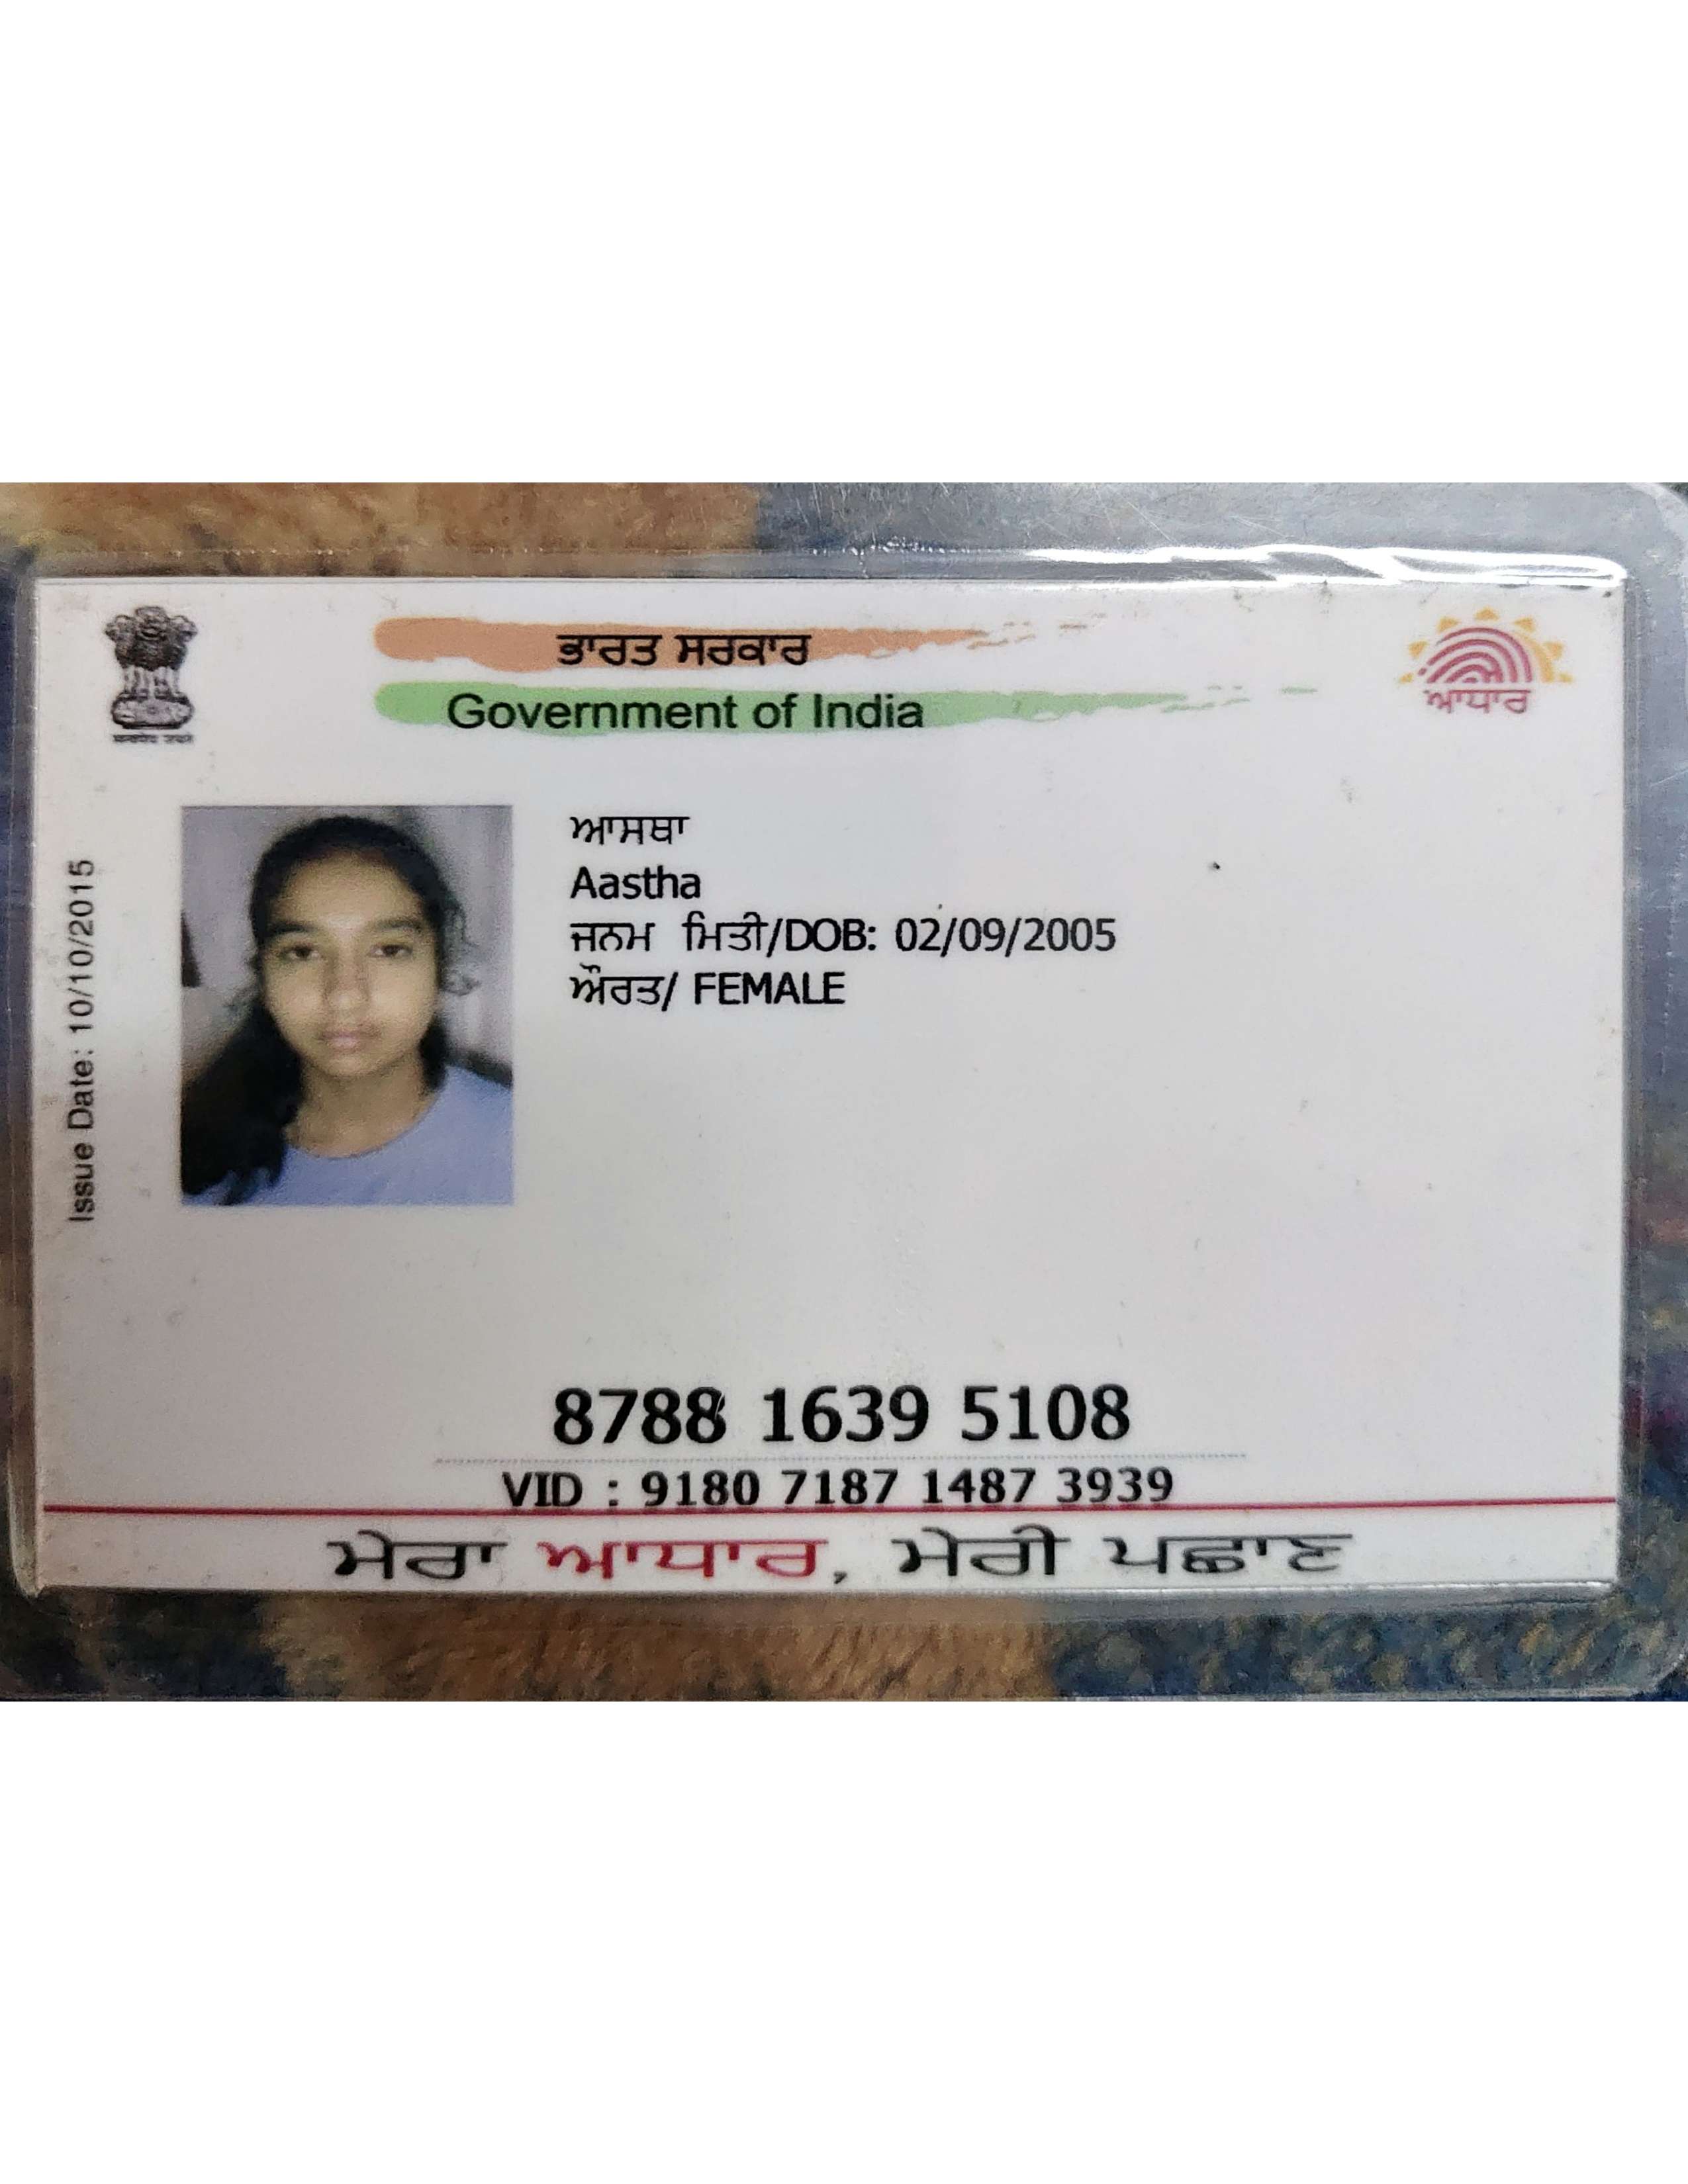 ਭਾਰਤ ਸਰਕਾਰ
Government of India
ਆਧਾਰ
Issue Date: 10/10/2015
ਆਸਥਾ
Aastha
ਜਨਮ ਮਿਤੀ/DOB: 02/09/2005
ਔਰਤ/ FEMALE
8788 1639 5108
VID : 9180 7187 1487 3939
ਮੇਰਾ ਆਧਾਰ, ਮੇਰੀ ਪਛਾਣ